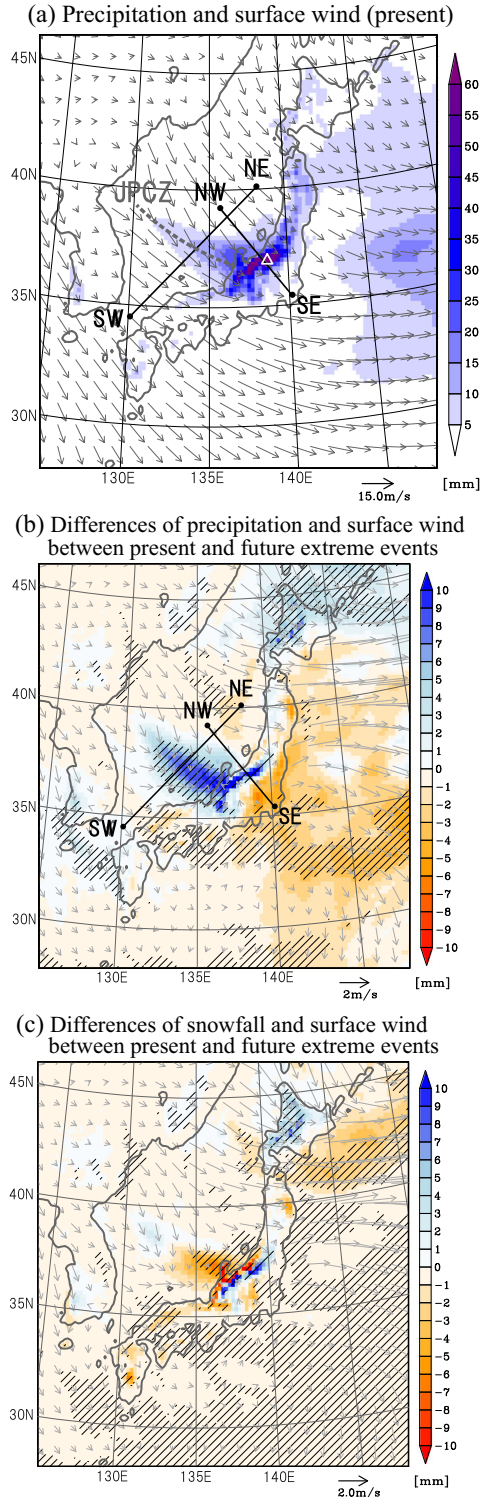 (a) Precipitation and surface wind (present)
45N
40N
35N
30N
130E
135E
140E
NE
NW
JPCZ
SW
SE
60
55
50
45
40
35
30
25
20
15
10
5
[mm]
15.0m/s
(b) Differences of precipitation and surface wind
between present and future extreme events
45N
40N
35N
30N
130E
135E
140E
NE
NW
SW
SE
10
9
8
7
6
5
4
3
2
1
0
-1
-2
-3
-4
-5
-6
-7
-8
-9
-10
[mm]
2m/s
(c) Differences of snowfall and surface wind
between present and future extreme events
45N
40N
35N
30N
130E
135E
140E
10
9
8
7
6
5
4
3
2
1
0
-1
-2
-3
-4
-5
-6
-7
-8
-9
-10
[mm]
2.0m/s